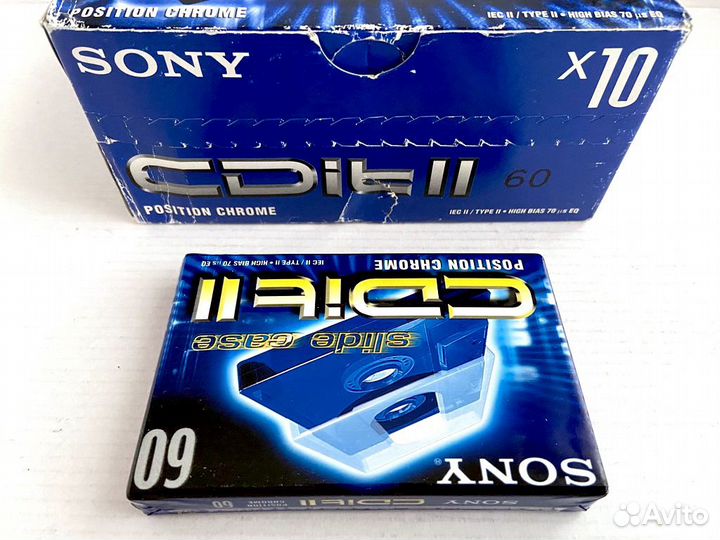 POSITION CHROME
IEC II / TYPE II • HIGH BIAS 70 µs EQ
SONY
x10
CDit II 60
POSITION CHROME
IEC II / TYPE II • HIGH BIAS 70 µs EQ
IEC II / TYPE II • HIGH BIAS 70 µs EQ
POSITION CHROME
CDit II
slide case
60
SONY®
SONY
CDit II
POSITION CHROME
60
Avito